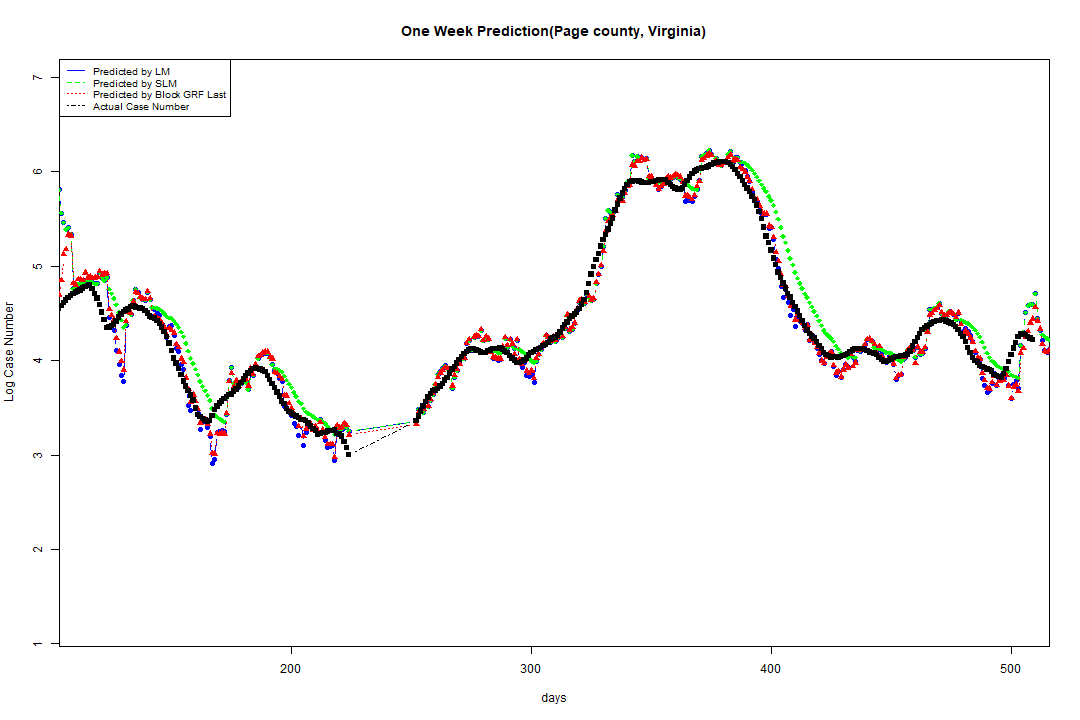 One Week Prediction(Page county, Virginia)
Predicted by LM
Predicted by SLM
Predicted by Block GRF Last
Actual Case Number
7
6
5
4
3
2
1
Log Case Number
200
300
400
500
days